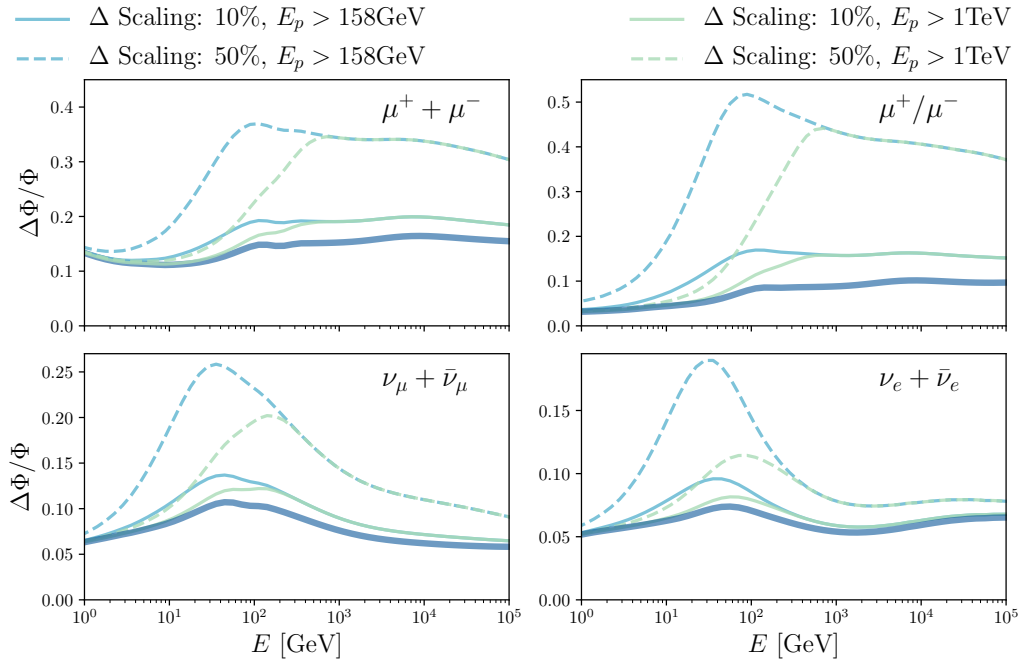 Δ Scaling: 10%, E_p > 158GeV
Δ Scaling: 50%, E_p > 158GeV
Δ Scaling: 10%, E_p > 1TeV
Δ Scaling: 50%, E_p > 1TeV
μ⁺ + μ⁻
ΔΦ/Φ
0.4
0.3
0.2
0.1
0.0
μ⁺/μ⁻
0.5
0.4
0.3
0.2
0.1
0.0
ν_μ + ν̄_μ
ΔΦ/Φ
0.25
0.20
0.15
0.10
0.05
0.00
10⁰ 10¹ 10² 10³ 10⁴ 10⁵
E [GeV]
ν_e + ν̄_e
0.15
0.10
0.05
0.00
10⁰ 10¹ 10² 10³ 10⁴ 10⁵
E [GeV]